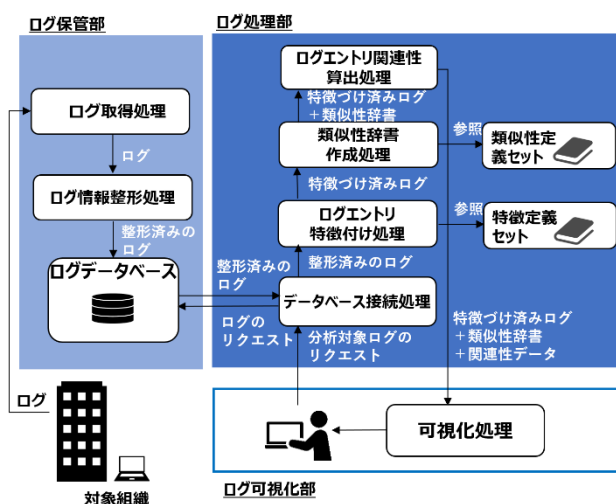 ログ保管部
ログ取得処理
ログ
ログ情報整形処理
整形済みの
ログ
ログデータベース
ログ
対象組織
ログ処理部
ログエントリ関連性
算出処理
特徴づけ済みログ
＋類似性辞書
類似性辞書
作成処理
参照
類似性定
義セット
特徴づけ済みログ
ログエントリ
特徴付け処理
参照
特徴定義
セット
整形済みのログ
整形済みの
ログ
データベース接続処理
ログの
リクエスト
分析対象ログの
リクエスト
特徴づけ済みログ
＋類似性辞書
＋関連性データ
可視化処理
ログ可視化部